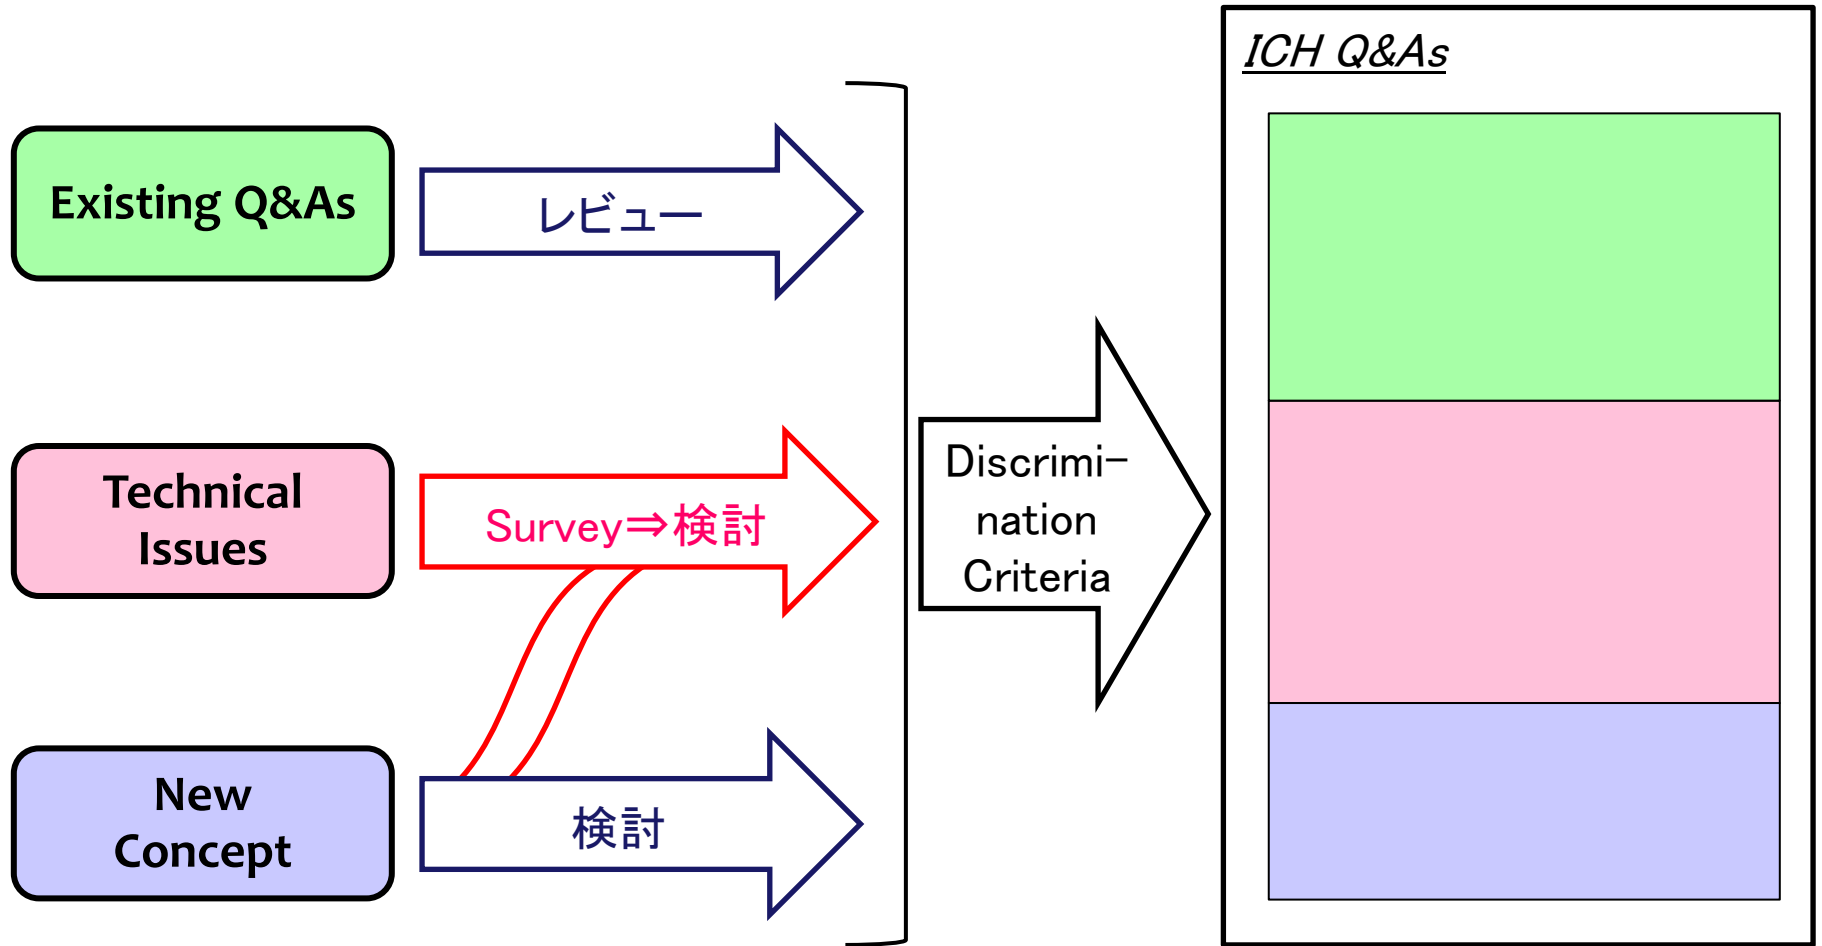 ICH Q&As
Existing Q&As
レビュー
Technical
Issues
Survey⇒検討
Discrimi-
nation
Criteria
New
Concept
検討